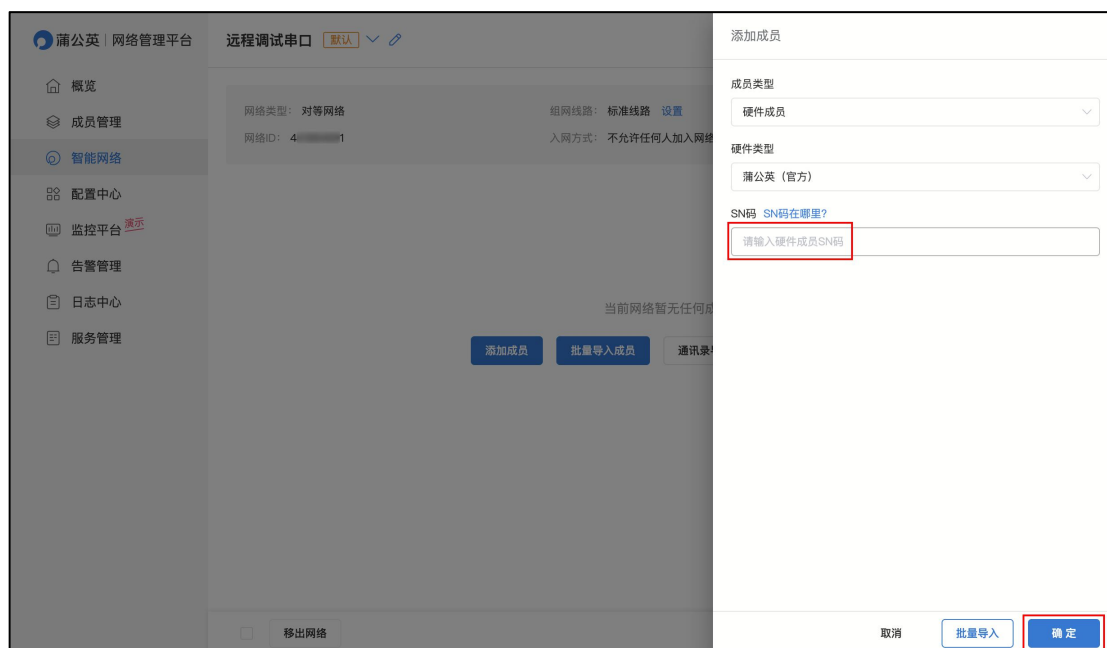 蒲公英 | 网络管理平台
概览
成员管理
智能网络
配置中心
监控平台 演示
告警管理
日志中心
服务管理
远程调试串口 默认
网络类型: 对等网络
组网线路: 标准线路 设置
网络ID: 4 1
入网方式: 不允许任何人加入网络
当前网络暂无任何
添加成员 批量导入成员 通讯录
移出网络
添加成员
成员类型
硬件成员
硬件类型
蒲公英（官方）
SN码 SN码在哪里?
请输入硬件成员SN码
取消 批量导入 确定